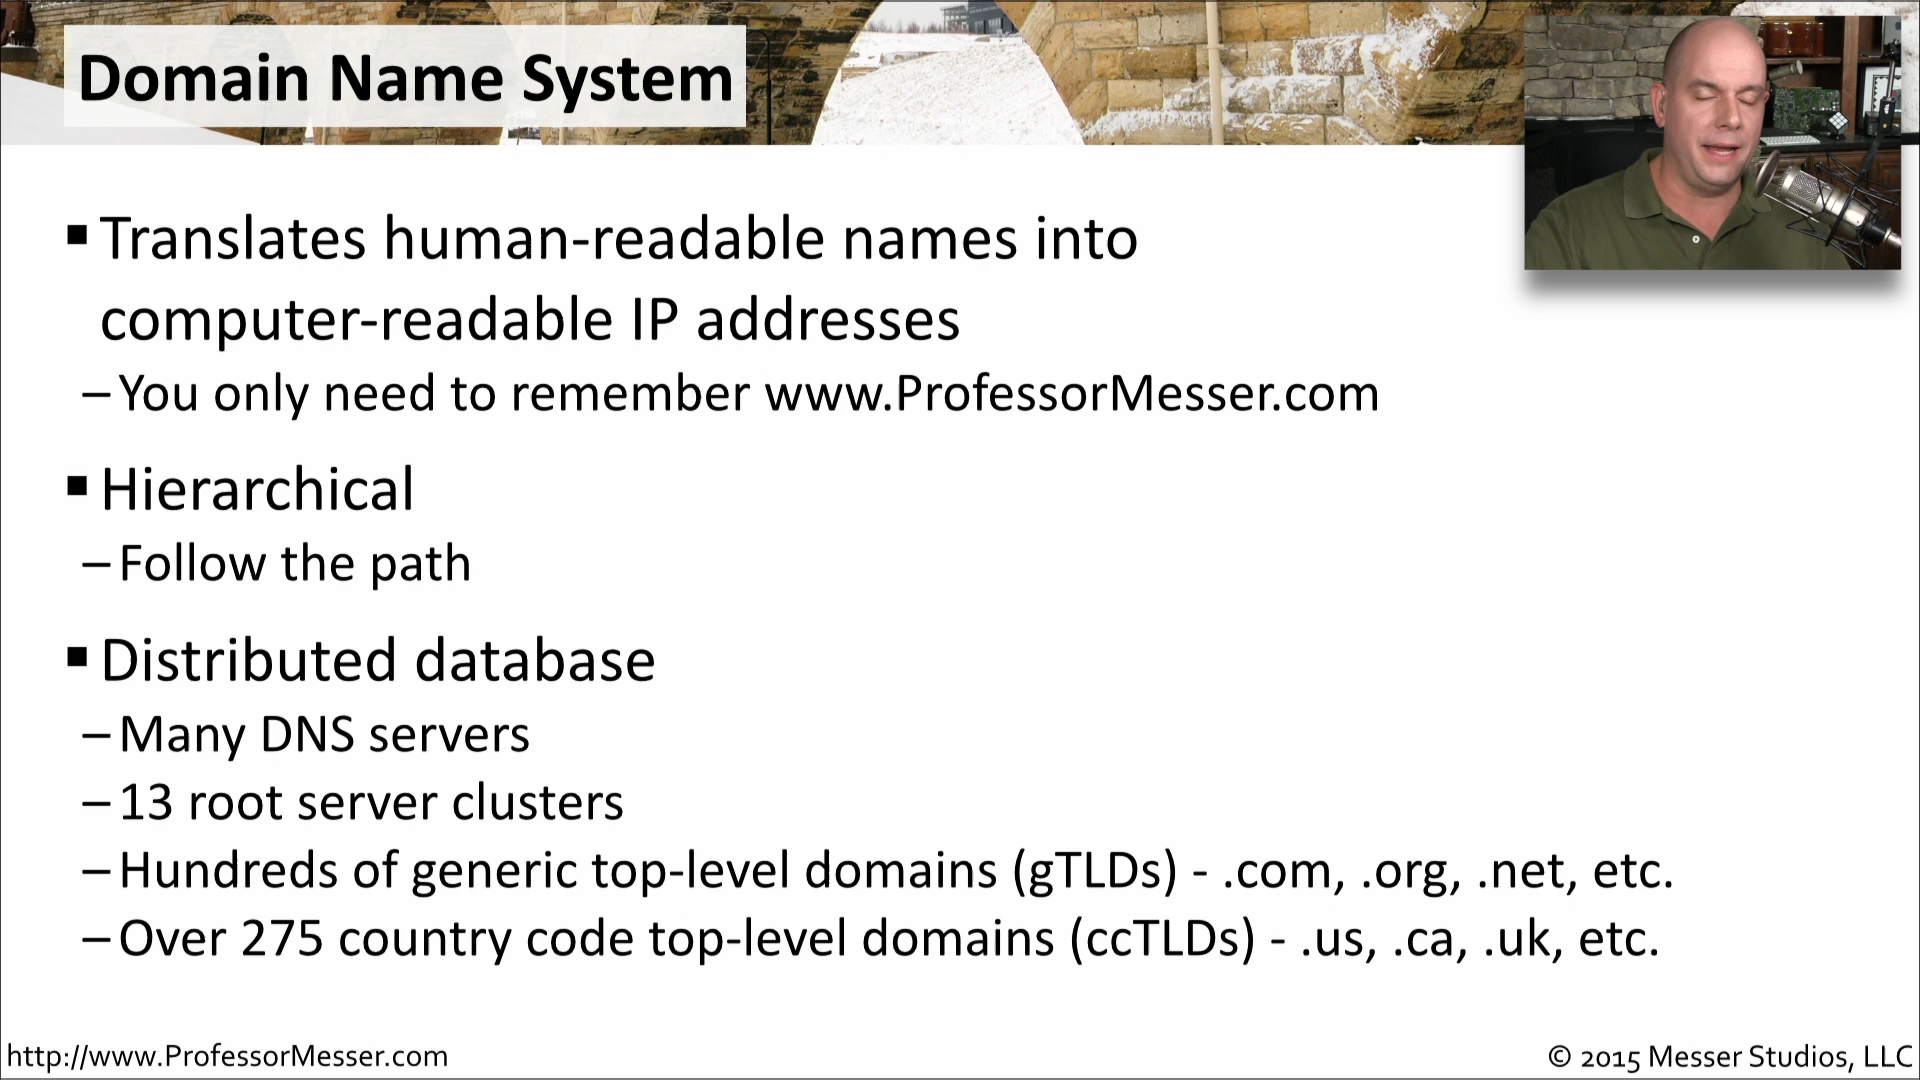 Domain Name System
▪ Translates human-readable names into
computer-readable IP addresses
– You only need to remember www.ProfessorMesser.com
▪ Hierarchical
– Follow the path
▪ Distributed database
– Many DNS servers
– 13 root server clusters
– Hundreds of generic top-level domains (gTLDs) - .com, .org, .net, etc.
– Over 275 country code top-level domains (ccTLDs) - .us, .ca, .uk, etc.
http://www.ProfessorMesser.com
© 2015 Messer Studios, LLC